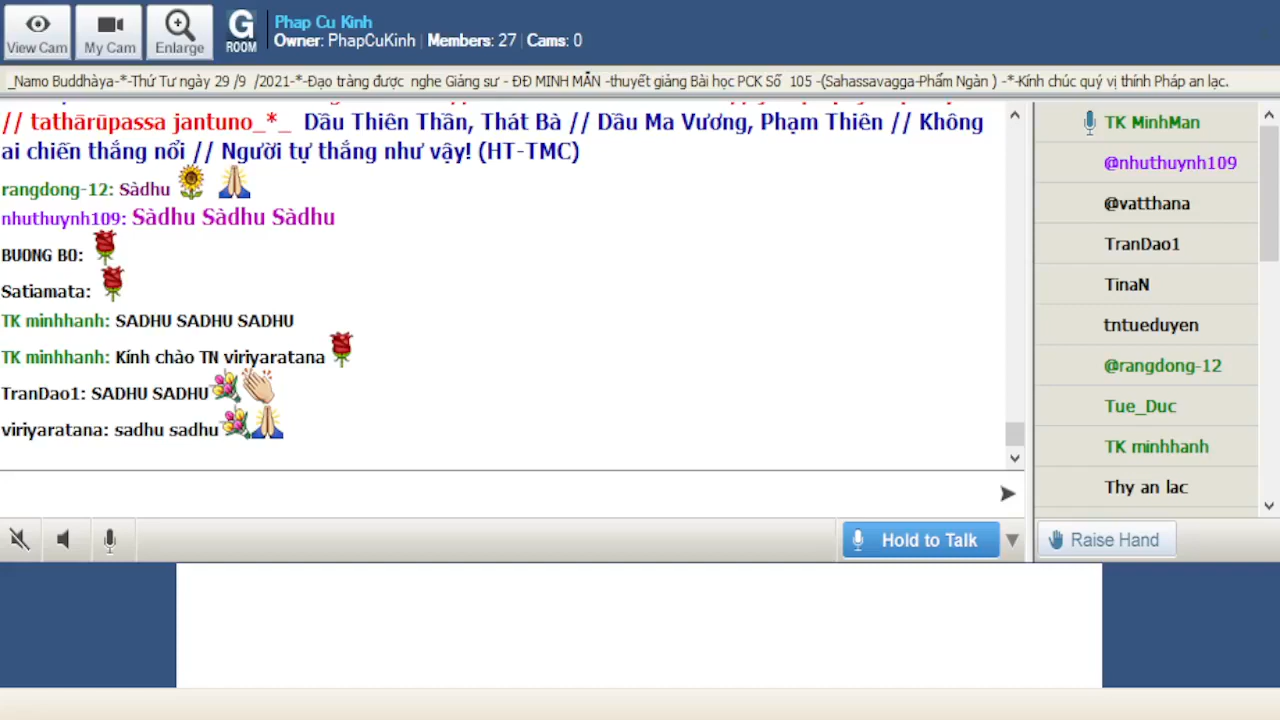 View Cam
My Cam
Enlarge
G
ROOM
Phap Cu Kinh
Owner: PhapCuKinh | Members: 27 | Cams: 0
_Namo Buddhàya-*-Thứ Tư ngày 29 /9 /2021-*-Đạo tràng được nghe Giảng sư - ĐĐ MINH MẪN -thuyết giảng Bài học PCK Số 105 -(Sahassavagga-Phẩm Ngàn ) -*-Kính chúc quý vị thính Pháp an lạc.
// tathārūpassa jantuno_*_ Dầu Thiên Thần, Thát Bà // Dầu Ma Vương, Phạm Thiên // Không
ai chiến thắng nổi // Người tự thắng như vậy! (HT-TMC)
rangdong-12: Sàdhu
nhuthuynh109: Sàdhu Sàdhu Sàdhu
BUONG BO:
Satiamata:
TK minhhanh: SADHU SADHU SADHU
TK minhhanh: Kính chào TN viriyaratana
TranDao1: SADHU SADHU
viriyaratana: sadhu sadhu
TK MinhMan
@nhuthuynh109
@vatthana
TranDao1
TinaN
tntueduyen
@rangdong-12
Tue_Duc
TK minhhanh
Thy an lac
Hold to Talk
Raise Hand